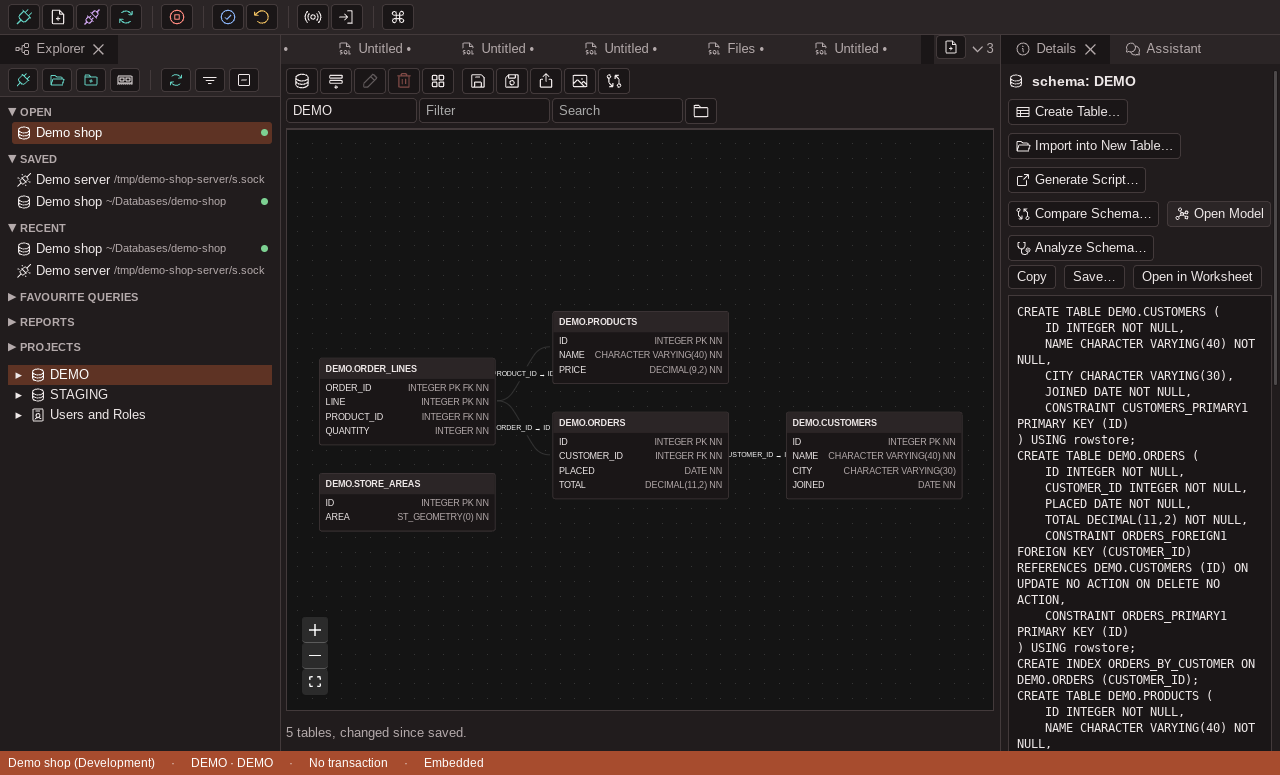 Explorer
Untitled •
Untitled •
Untitled •
Files •
Untitled •
3
Details
Assistant
OPEN
Demo shop
SAVED
Demo server /tmp/demo-shop-server/s.sock
Demo shop ~/Databases/demo-shop
RECENT
Demo shop ~/Databases/demo-shop
Demo server /tmp/demo-shop-server/s.sock
FAVOURITE QUERIES
REPORTS
PROJECTS
DEMO
STAGING
Users and Roles
DEMO
Filter
Search
DEMO.PRODUCTS
ID INTEGER PK NN
NAME CHARACTER VARYING(40) NN
PRICE DECIMAL(9,2) NN
DEMO.ORDER_LINES
ORDER_ID INTEGER PK FK NN
LINE INTEGER PK NN
PRODUCT_ID INTEGER FK NN
QUANTITY INTEGER NN
ORDER_ID → ID
DEMO.ORDERS
ID INTEGER PK NN
CUSTOMER_ID INTEGER FK NN
PLACED DATE NN
TOTAL DECIMAL(11,2) NN
DEMO.CUSTOMERS
ID INTEGER PK NN
NAME CHARACTER VARYING(40) NN
CITY CHARACTER VARYING(30)
JOINED DATE NN
DEMO.STORE_AREAS
ID INTEGER PK NN
AREA ST_GEOMETRY(0) NN
5 tables, changed since saved.
schema: DEMO
Create Table…
Import into New Table…
Generate Script…
Compare Schema…
Open Model
Analyze Schema…
Copy
Save…
Open in Worksheet
CREATE TABLE DEMO.CUSTOMERS (
ID INTEGER NOT NULL,
NAME CHARACTER VARYING(40) NOT
NULL,
CITY CHARACTER VARYING(30),
JOINED DATE NOT NULL,
CONSTRAINT CUSTOMERS_PRIMARY1
PRIMARY KEY (ID)
) USING rowstore;
CREATE TABLE DEMO.ORDERS (
ID INTEGER NOT NULL,
CUSTOMER_ID INTEGER NOT NULL,
PLACED DATE NOT NULL,
TOTAL DECIMAL(11,2) NOT NULL,
CONSTRAINT ORDERS_FOREIGN1
FOREIGN KEY (CUSTOMER_ID)
REFERENCES DEMO.CUSTOMERS (ID) ON
UPDATE NO ACTION ON DELETE NO
ACTION,
CONSTRAINT ORDERS_PRIMARY1
PRIMARY KEY (ID)
) USING rowstore;
CREATE INDEX ORDERS_BY_CUSTOMER ON
DEMO.ORDERS (CUSTOMER_ID);
CREATE TABLE DEMO.PRODUCTS (
ID INTEGER NOT NULL,
NAME CHARACTER VARYING(40) NOT
NULL,
Demo shop (Development) · DEMO · DEMO · No transaction · Embedded